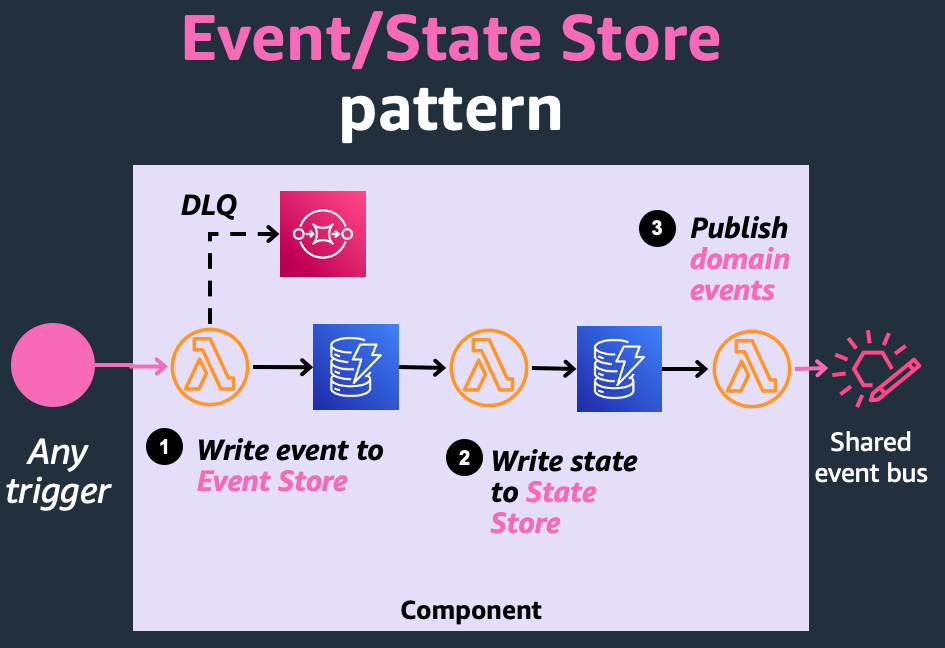 Event/State Store
pattern
DLQ
3
Publish
domain
events
Any
trigger
1
Write event to
Event Store
2
Write state
to State
Store
Shared
event bus
Component